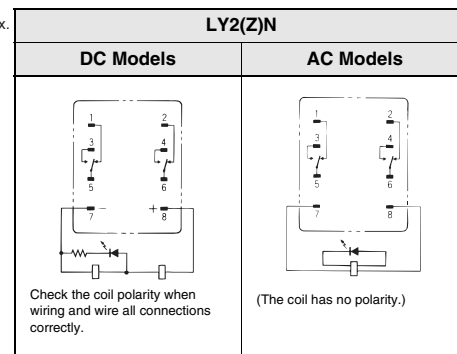 x.
LY2(Z)N
DC Models
AC Models
1 2
3 4
5 6
7 − + 8
Check the coil polarity when
wiring and wire all connections
correctly.
1 2
3 4
5 6
7 8
(The coil has no polarity.)